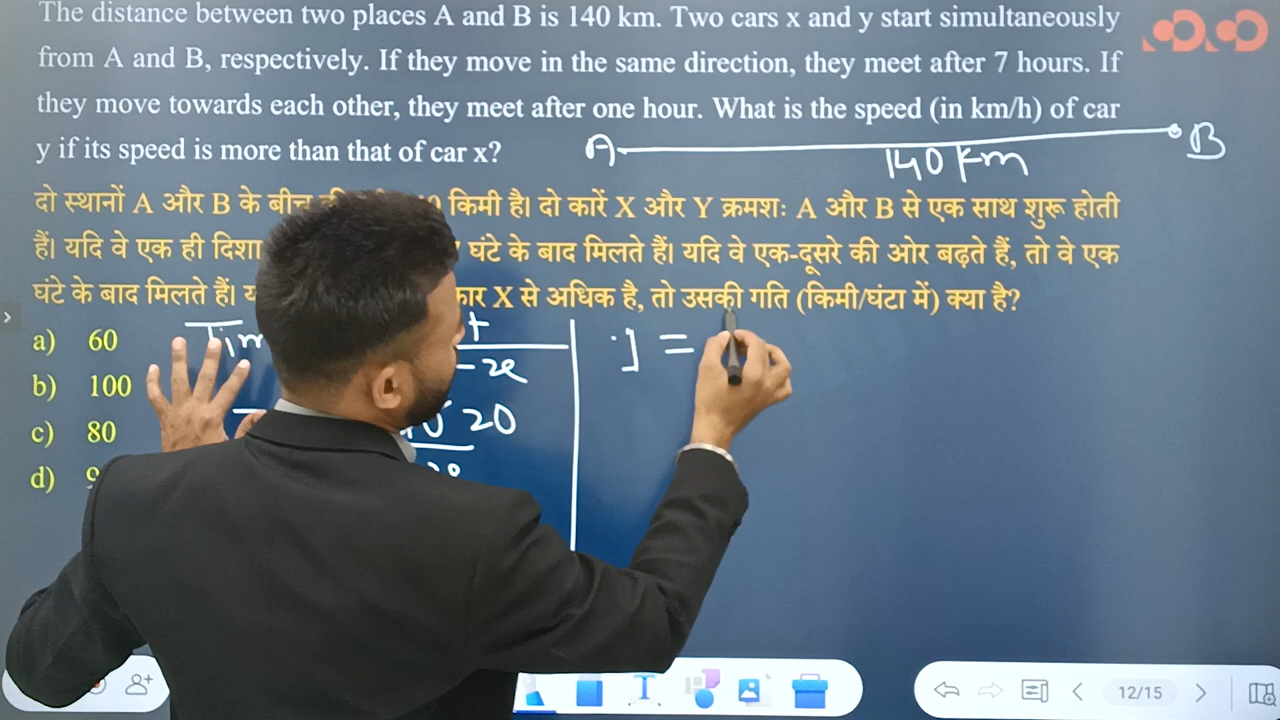 The distance between two places A and B is 140 km. Two cars x and y start simultaneously
from A and B, respectively. If they move in the same direction, they meet after 7 hours. If
they move towards each other, they meet after one hour. What is the speed (in km/h) of car
y if its speed is more than that of car x?
A B
140 km
दो स्थानों A और B के बीच किमी है। दो कारें X और Y क्रमशः A और B से एक साथ शुरू होती
हैं। यदि वे एक ही दिशा घंटे के बाद मिलते हैं। यदि वे एक-दूसरे की ओर बढ़ते हैं, तो वे एक
घंटे के बाद मिलते हैं। कार X से अधिक है, तो उसकी गति (किमी/घंटा में) क्या है?
a) 60
b) 100
c) 80
d)
20
=
12/15